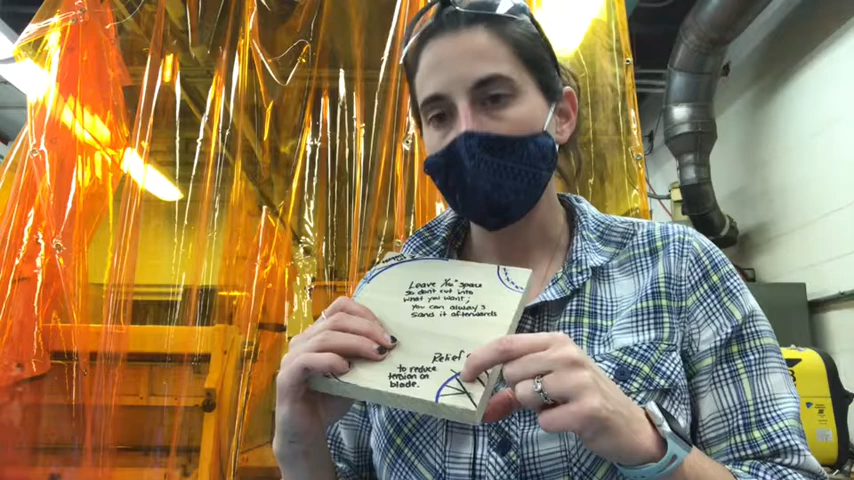 Leave 1/16" space
so don't cut into
what you want;
you can always
sand it afterwards
Relief
to reduce
tension on
blade.